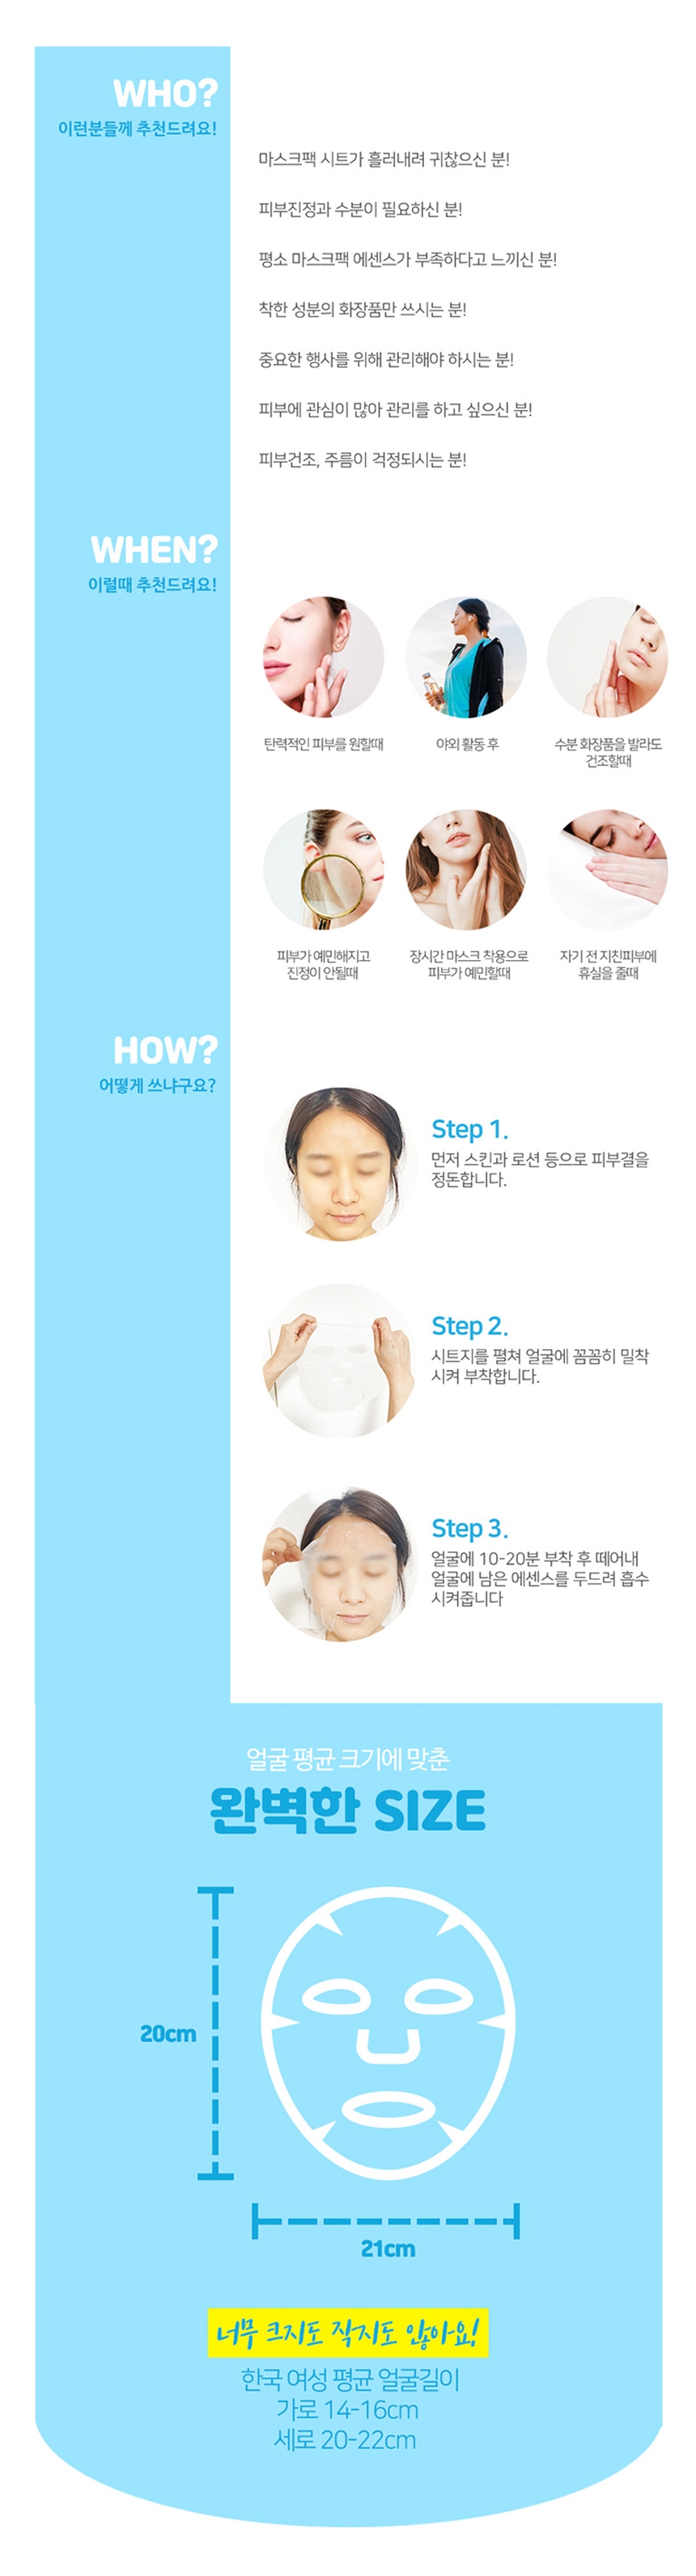 WHO?
이런분들께 추천드려요!
마스크팩 시트가 흘러내려 귀찮으신 분!
피부진정과 수분이 필요하신 분!
평소 마스크팩 에센스가 부족하다고 느끼신 분!
착한 성분의 화장품만 쓰시는 분!
중요한 행사를 위해 관리해야 하시는 분!
피부에 관심이 많아 관리를 하고 싶으신 분!
피부건조, 주름이 걱정되시는 분!
WHEN?
이럴때 추천드려요!
탄력적인 피부를 원할때
야외 활동 후
수분 화장품을 발라도
건조할때
피부가 예민해지고
진정이 안될때
장시간 마스크 착용으로
피부가 예민할때
자기 전 지친피부에
휴실을 줄때
HOW?
어떻게 쓰냐구요?
Step 1.
먼저 스킨과 로션 등으로 피부결을
정돈합니다.
Step 2.
시트지를 펼쳐 얼굴에 꼼꼼히 밀착
시켜 부착합니다.
Step 3.
얼굴에 10-20분 부착 후 떼어내
얼굴에 남은 에센스를 두드려 흡수
시켜줍니다
얼굴 평균 크기에 맞춘
완벽한 SIZE
20cm
21cm
너무 크지도 작지도 않아요!
한국 여성 평균 얼굴길이
가로 14-16cm
세로 20-22cm